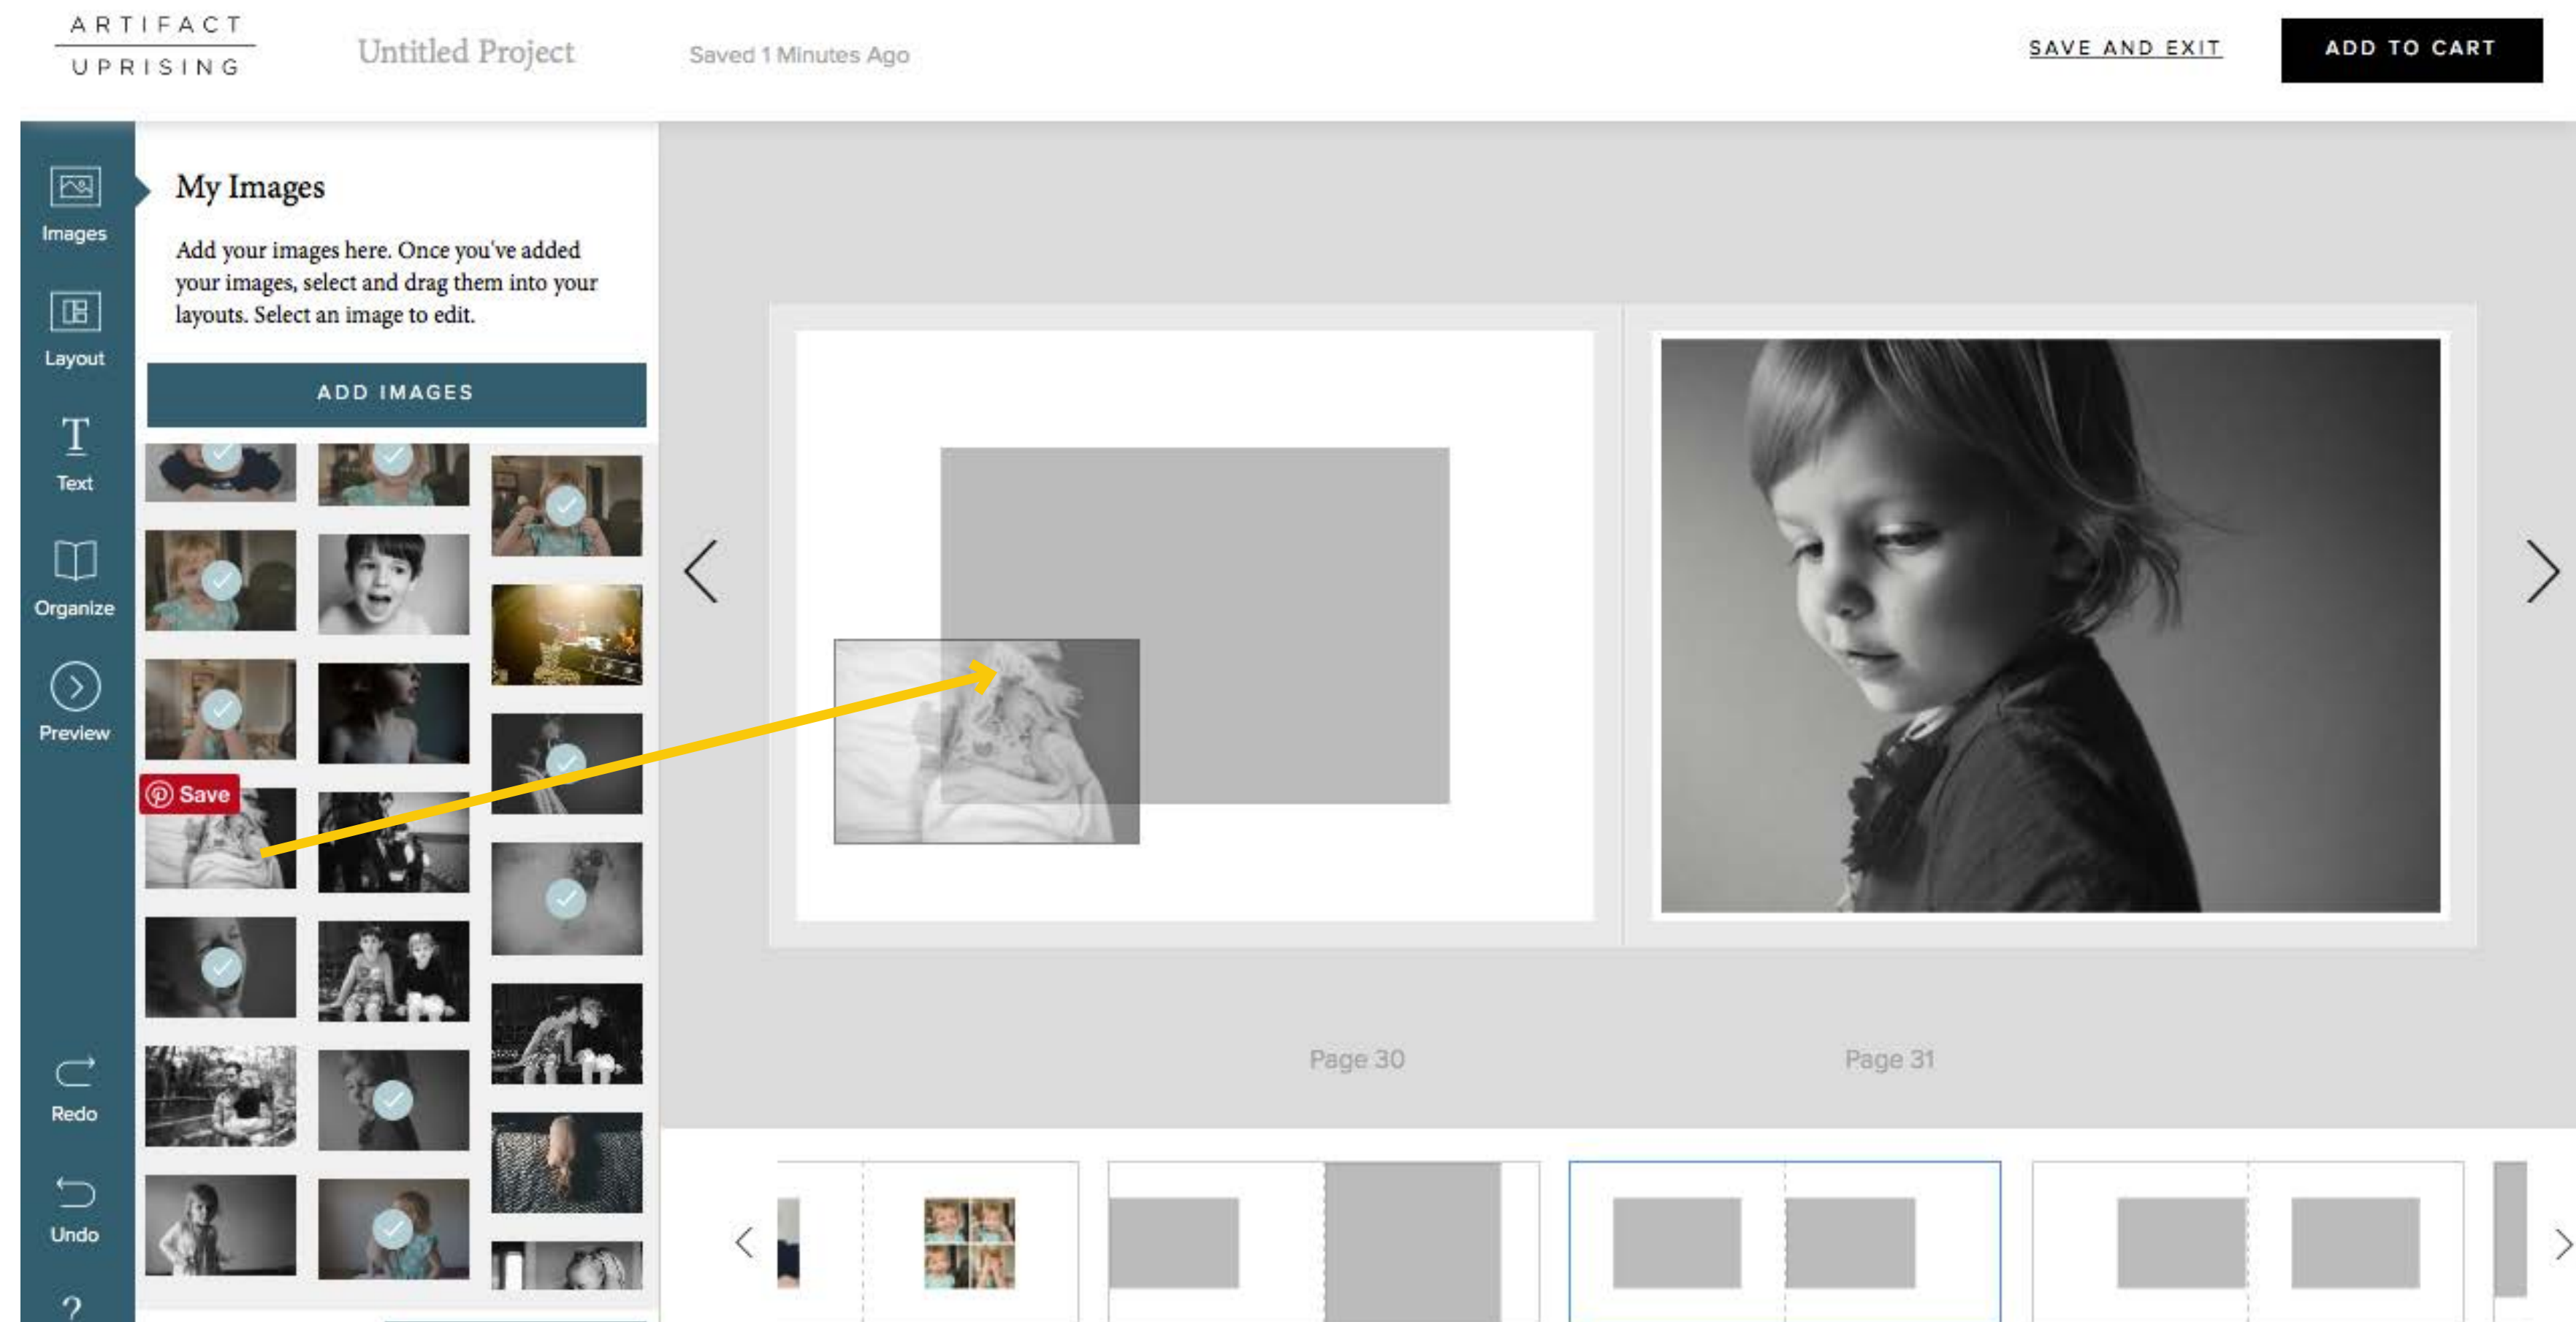 ARTIFACT
UPRISING
Untitled Project
Saved 1 Minutes Ago
SAVE AND EXIT
ADD TO CART
Images
Layout
Text
Organize
Preview
Redo
Undo
?
My Images
Add your images here. Once you've added
your images, select and drag them into your
layouts. Select an image to edit.
ADD IMAGES
Save
Page 30
Page 31